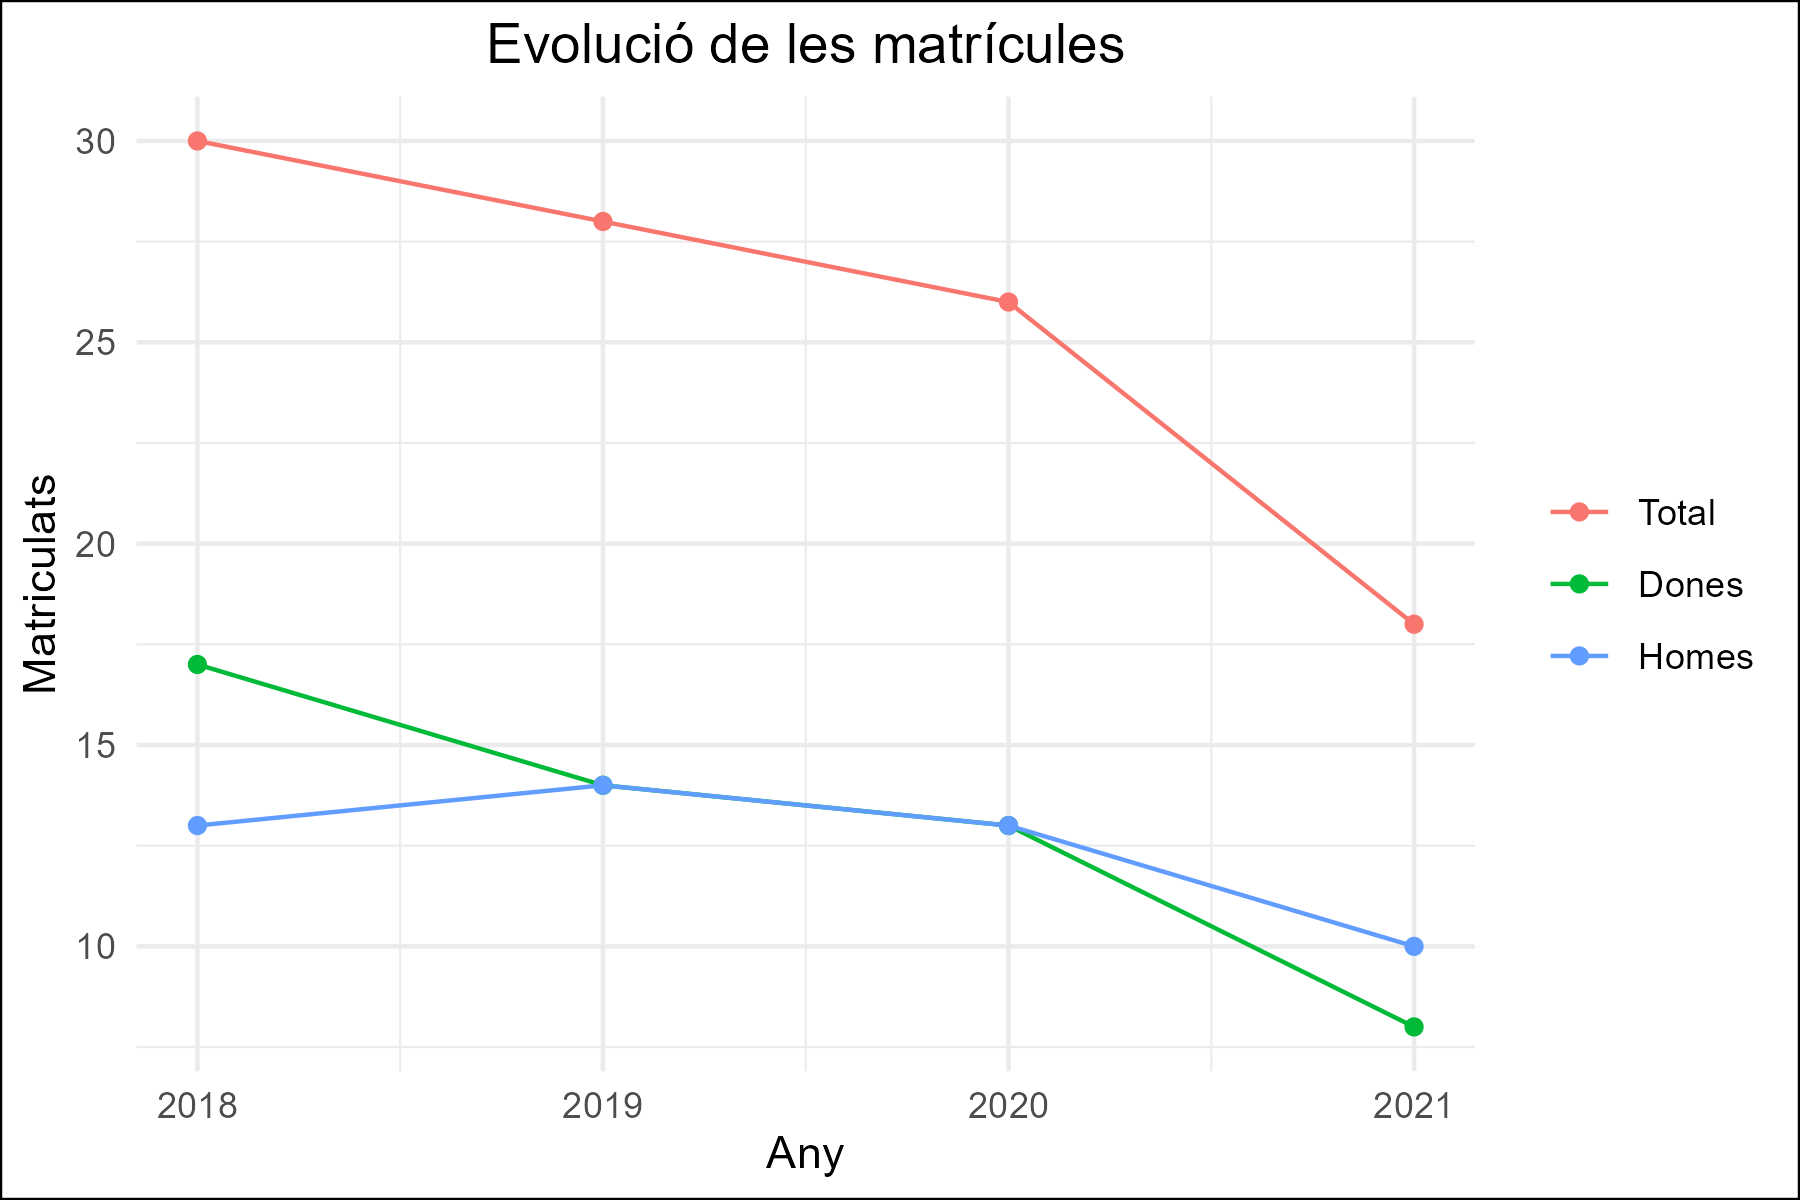 Evolució de les matrícules
Matriculats
30
25
20
15
10
2018 2019 2020 2021
Any
Total
Dones
Homes